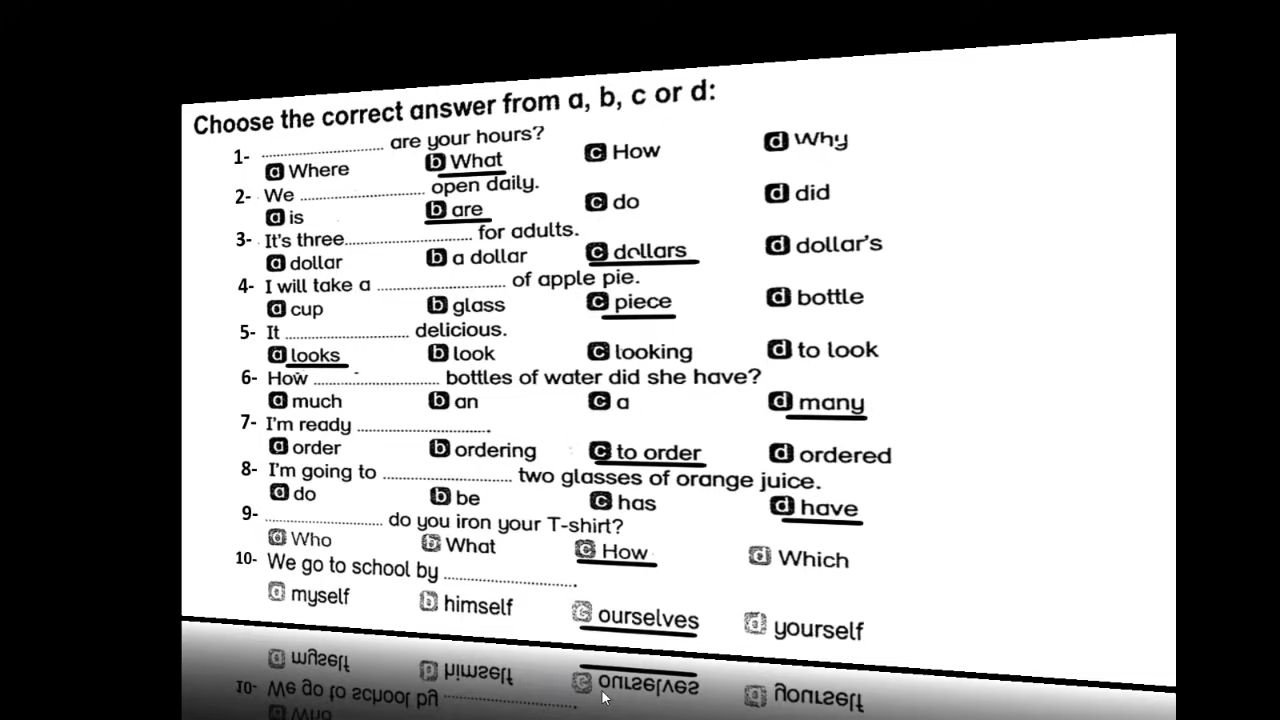 Choose the correct answer from a, b, c or d:
1- ........................ are your hours?
a Where b What c How d Why
2- We ........................ open daily.
a is b are c do d did
3- It's three........................ for adults.
a dollar b a dollar c dollars d dollar's
4- I will take a ........................ of apple pie.
a cup b glass c piece d bottle
5- It ........................ delicious.
a looks b look c looking d to look
6- How ........................ bottles of water did she have?
a much b an c a d many
7- I'm ready ........................
a order b ordering c to order d ordered
8- I'm going to ........................ two glasses of orange juice.
a do b be c has d have
9- ........................ do you iron your T-shirt?
a Who b What c How d Which
10- We go to school by ........................
a myself b himself c ourselves d yourself